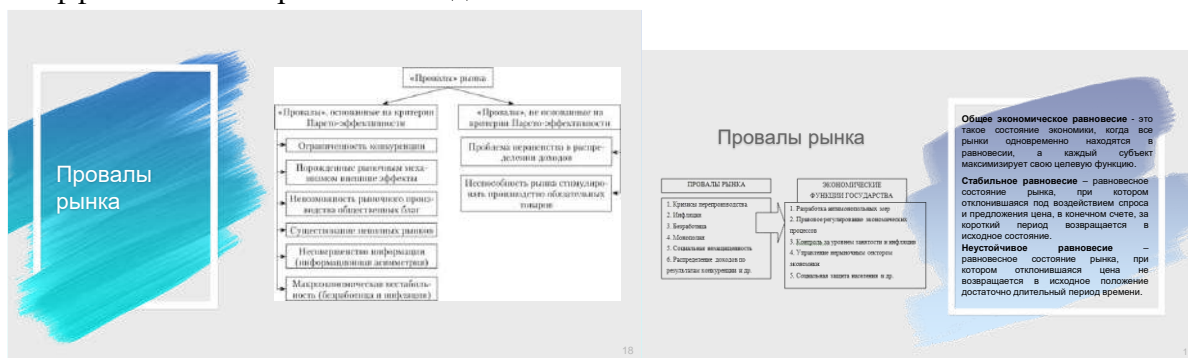 Провалы
рынка
«Провалы» рынка
«Провалы», основанные на критерии
Парето-эффективности
Ограниченность конкуренции
Порожденные рыночным меха-
низмом внешние эффекты
Невозможность рыночного произ-
водства общественных благ
Существование неполных рынков
Несовершенство информации
(информационная асимметрия)
Макроэкономическая нестабиль-
ность (безработица и инфляция)
«Провалы», не основанные на
критерии Парето-эффективности
Проблема неравенства в распре-
делении доходов
Неспособность рынка стимулиро-
вать производство обязательных
товаров
18
Провалы рынка
ПРОВАЛЫ РЫНКА
1. Кризисы перепроизводства
2. Инфляция
3. Безработица
4. Монополия
5. Социальная незащищенность
6. Распределение доходов по
результатам конкуренции и др.
ЭКОНОМИЧЕСКИЕ
ФУНКЦИИ ГОСУДАРСТВА
1. Разработка антимонопольных мер
2. Правовое регулирование экономических
процессов
3. Контроль за уровнем занятости и инфляции
4. Управление нерыночным сектором
экономики
5. Социальная защита населения и др.
Общее экономическое равновесие - это
такое состояние экономики, когда все
рынки одновременно находятся в
равновесии, а каждый субъект
максимизирует свою целевую функцию.
Стабильное равновесие – равновесное
состояние рынка, при котором
отклонившаяся под воздействием спроса
и предложения цена, в конечном счете, за
короткий период возвращается в
исходное состояние.
Неустойчивое равновесие –
равновесное состояние рынка, при
котором отклонившаяся цена не
возвращается в исходное положение
достаточно длительный период времени.